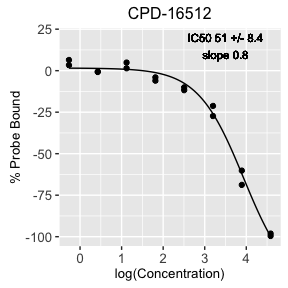 CPD-16512
IC50 51 +/- 8.4
slope 0.8
25
0
-25
-50
-75
-100
% Probe Bound
0 1 2 3 4
log(Concentration)